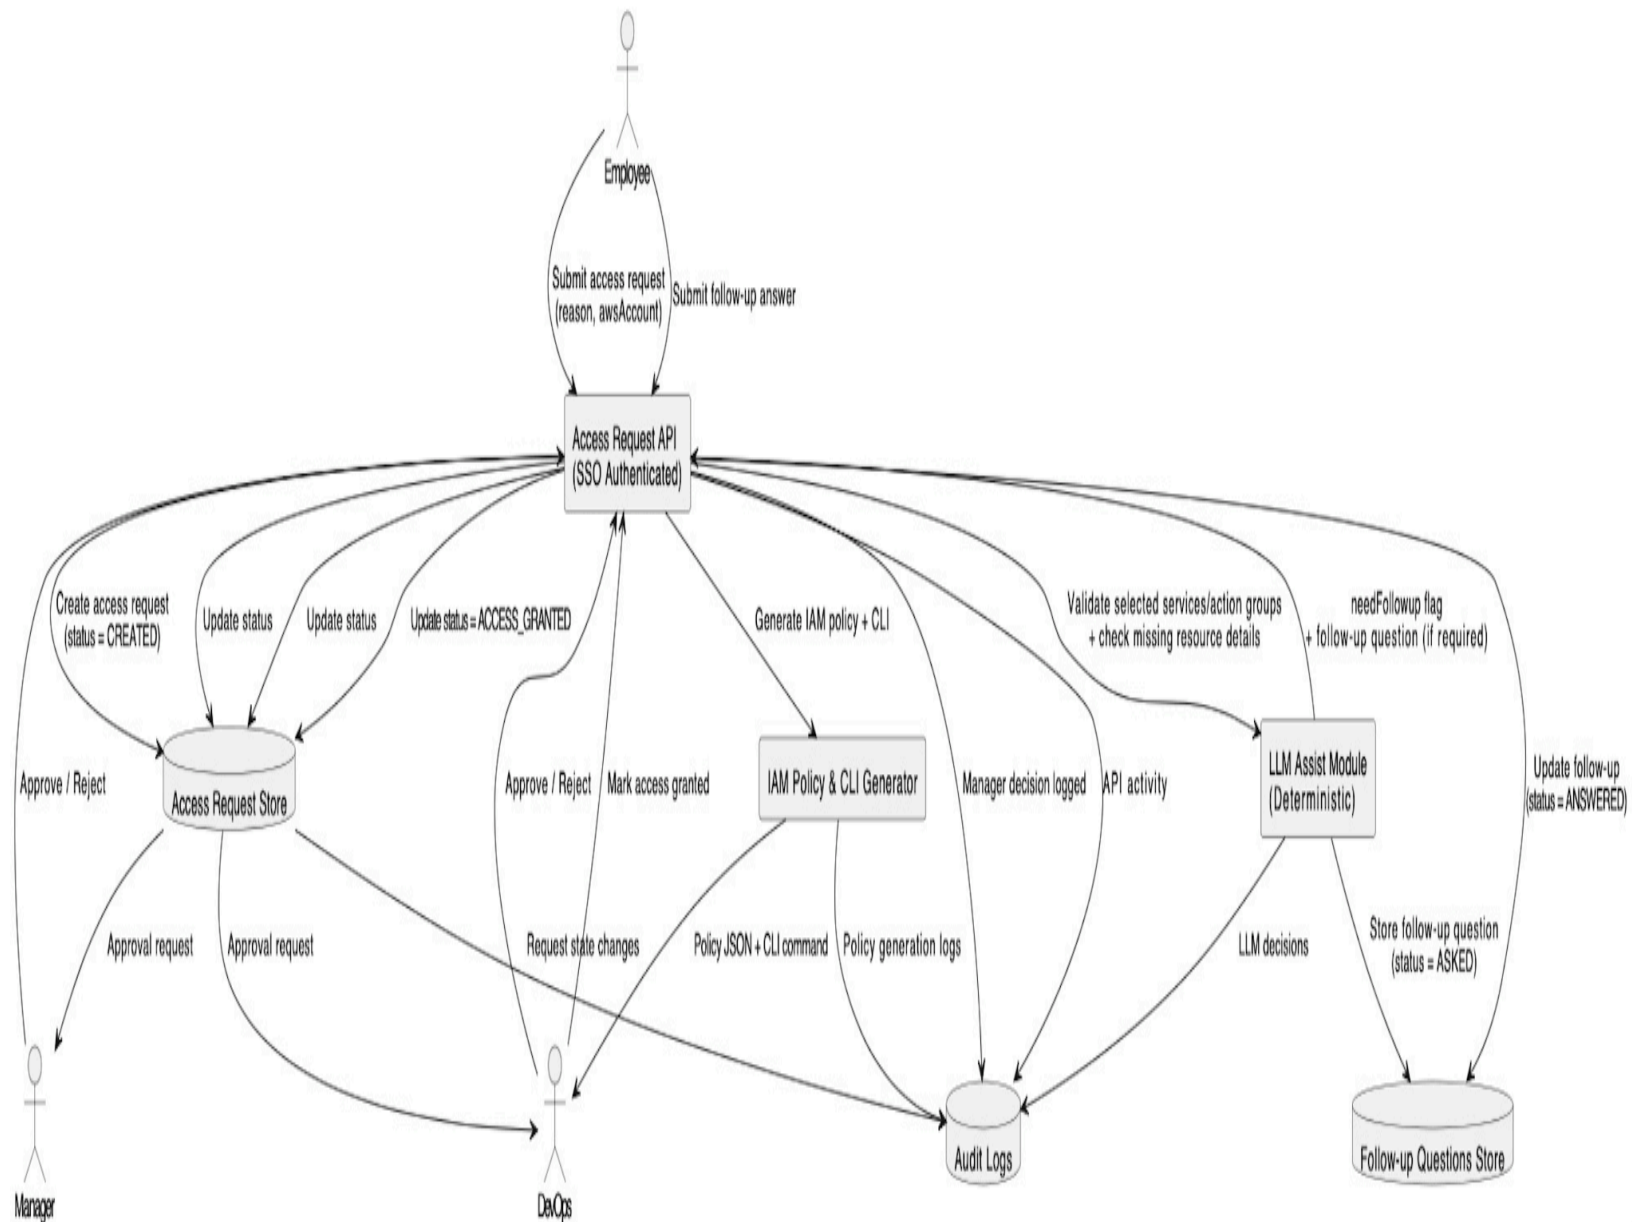 Employee
Submit access request
(reason, awsAccount)
Submit follow-up answer
Access Request API
(SSO Authenticated)
Create access request
(status = CREATED)
Update status
Update status
Update status = ACCESS_GRANTED
Generate IAM policy + CLI
Validate selected services/action groups
+ check missing resource details
needFollowup flag
+ follow-up question (if required)
Approve / Reject
Access Request Store
Approve / Reject
Mark access granted
IAM Policy & CLI Generator
Manager decision logged
API activity
LLM Assist Module
(Deterministic)
Update follow-up
(status = ANSWERED)
Approval request
Approval request
Request state changes
Policy JSON + CLI command
Policy generation logs
LLM decisions
Store follow-up question
(status = ASKED)
Manager
DevOps
Audit Logs
Follow-up Questions Store